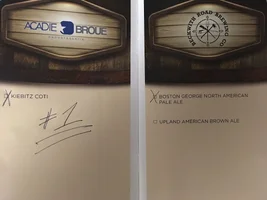 ACADIE BROUE
KIEBITZ COTI
#1
BECKWITH ROAD BREWING CO.
BOSTON GEORGE NORTH AMERICAN
PALE ALE
UPLAND AMERICAN BROWN ALE